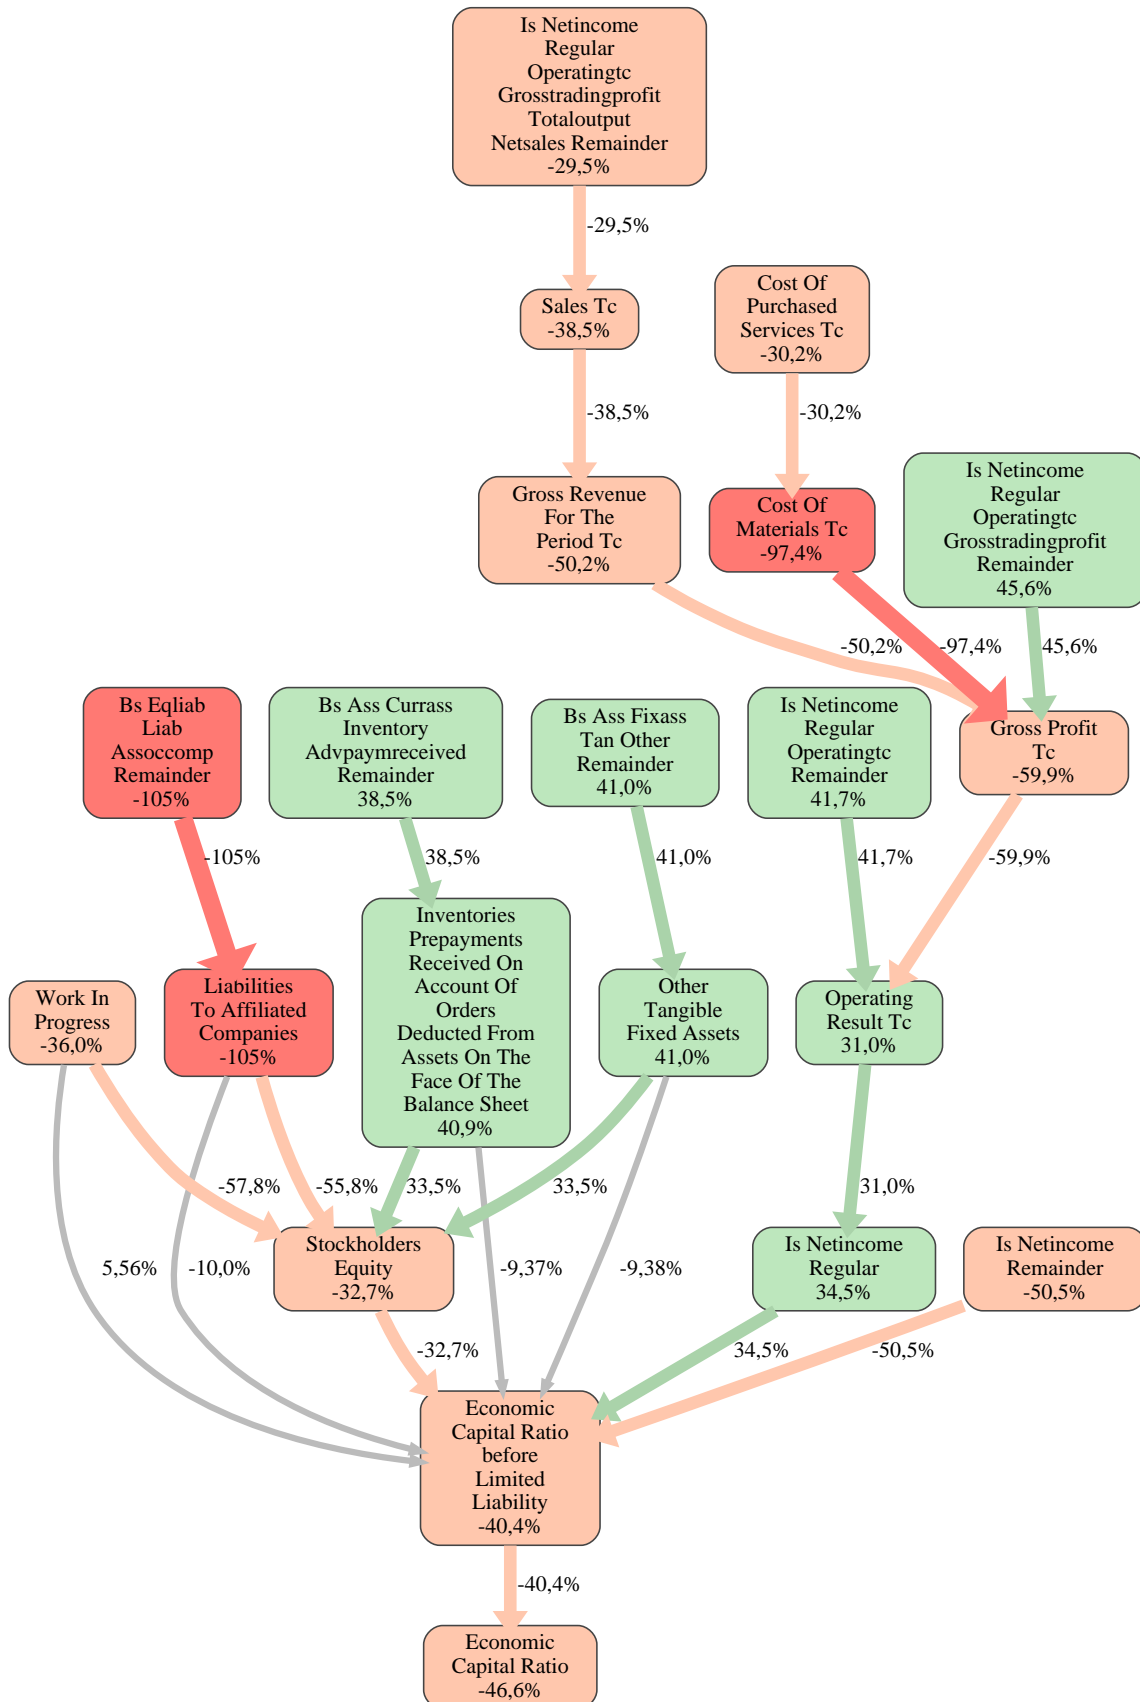 Is Netincome
Regular
Operatingtc
Grosstradingprofit
Totaloutput
Netsales Remainder
-29,5%
-29,5%
Sales Tc
-38,5%
Cost Of
Purchased
Services Tc
-30,2%
-38,5%
-30,2%
Gross Revenue
For The
Period Tc
-50,2%
Cost Of
Materials Tc
-97,4%
Is Netincome
Regular
Operatingtc
Grosstradingprofit
Remainder
45,6%
-50,2%
-97,4%
45,6%
Bs Eqliab
Liab
Assoccomp
Remainder
-105%
Bs Ass Currass
Inventory
Advpaymreceived
Remainder
38,5%
Bs Ass Fixass
Tan Other
Remainder
41,0%
Is Netincome
Regular
Operatingtc
Remainder
41,7%
Gross Profit
Tc
-59,9%
-105%
38,5%
41,0%
41,7%
-59,9%
Work In
Progress
-36,0%
Liabilities
To Affiliated
Companies
-105%
Inventories
Prepayments
Received On
Account Of
Orders
Deducted From
Assets On The
Face Of The
Balance Sheet
40,9%
Other
Tangible
Fixed Assets
41,0%
Operating
Result Tc
31,0%
-57,8%
-55,8%
33,5%
33,5%
31,0%
5,56%
-10,0%
Stockholders
Equity
-32,7%
-9,37%
-9,38%
Is Netincome
Regular
34,5%
Is Netincome
Remainder
-50,5%
-32,7%
34,5%
-50,5%
Economic
Capital Ratio
before
Limited
Liability
-40,4%
-40,4%
Economic
Capital Ratio
-46,6%